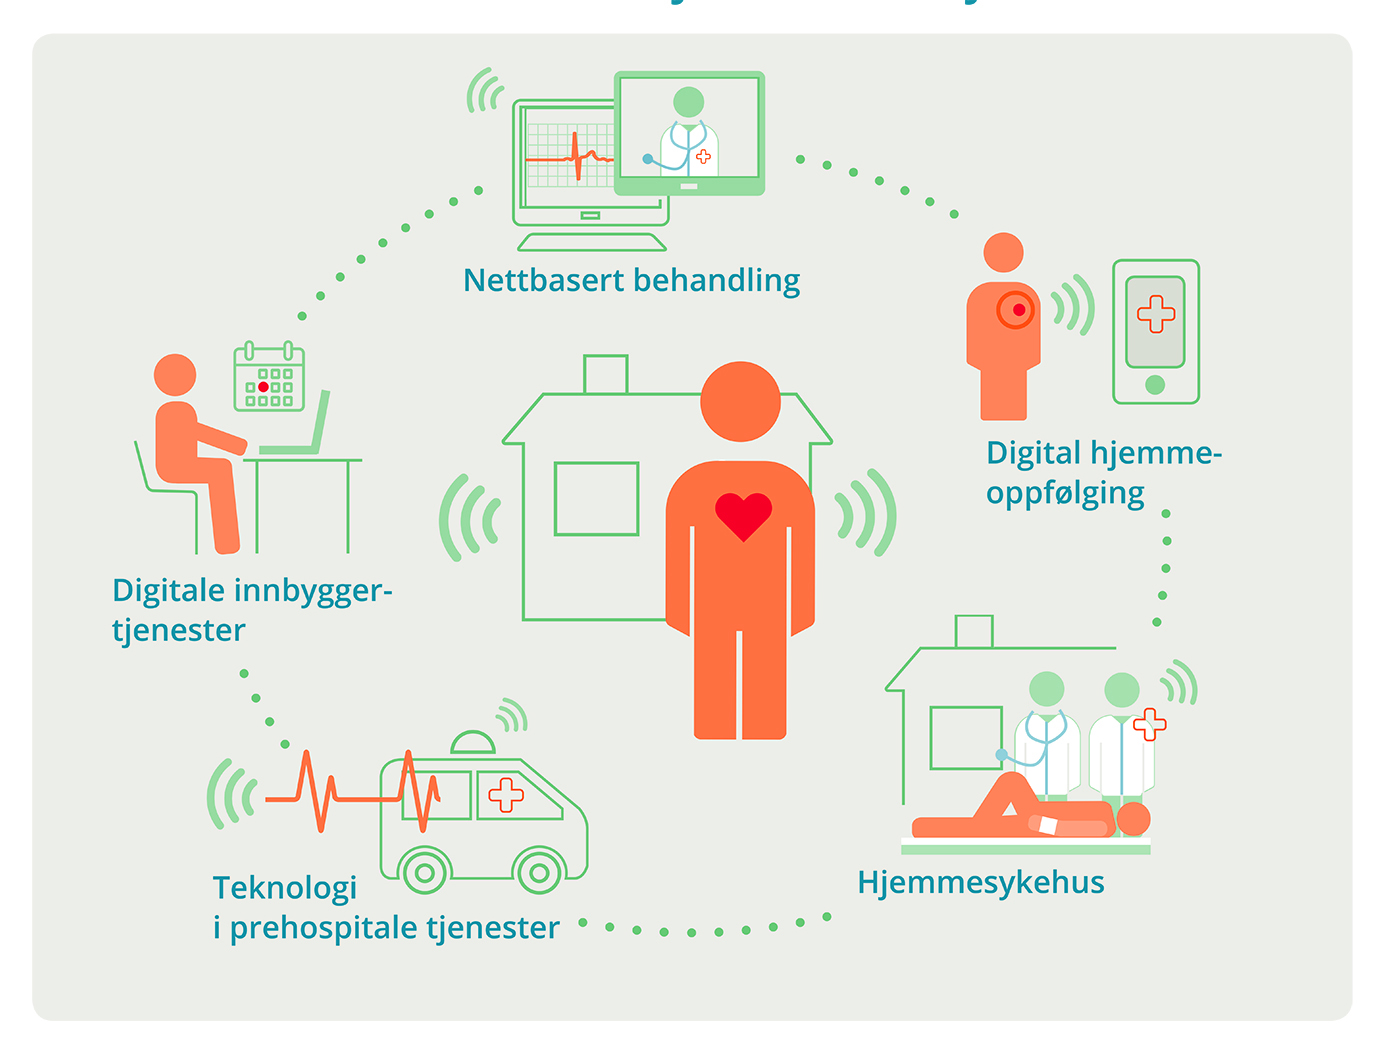 Nettbasert behandling
Digital hjemme-
oppfølging
Digitale innbygger-
tjenester
Hjemmesykehus
Teknologi
i prehospitale tjenester